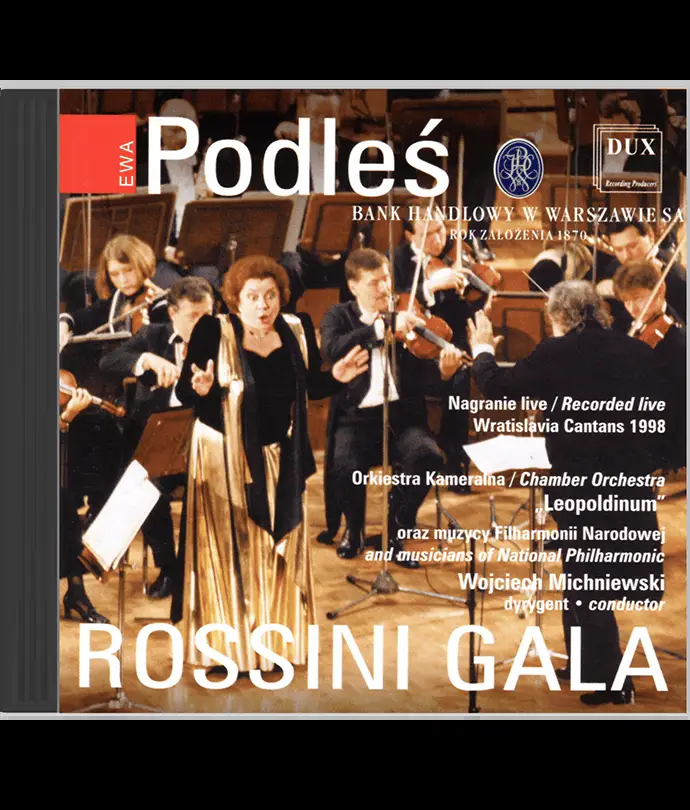 EWA
Podleś
DUX
Recording Producers
BANK HANDLOWY W WARSZAWIE SA
ROK ZAŁOŻENIA 1870
Nagranie live / Recorded live
Wratislavia Cantans 1998
Orkiestra Kameralna / Chamber Orchestra
„Leopoldinum”
oraz muzycy Filharmonii Narodowej
and musicians of National Philharmonic
Wojciech Michniewski
dyrygent • conductor
ROSSINI GALA